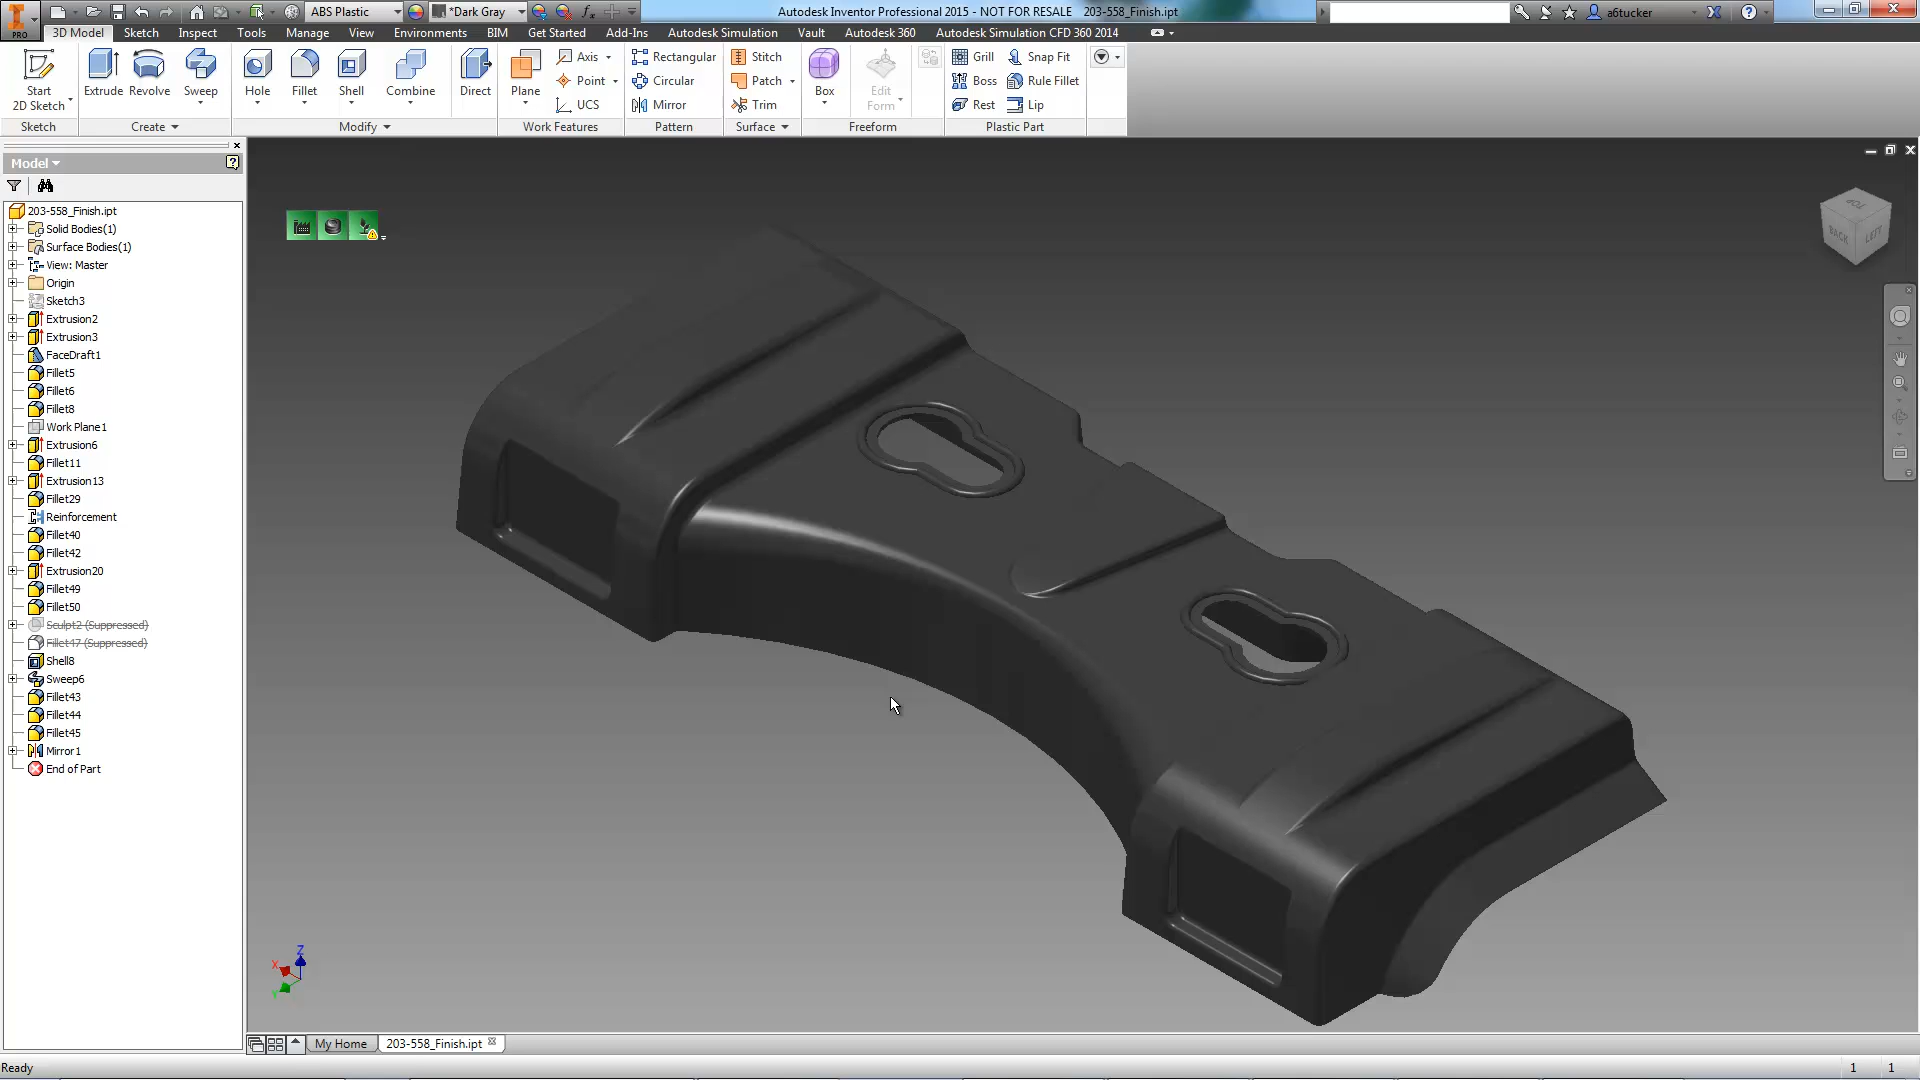 PRO
ABS Plastic
*Dark Gray
Autodesk Inventor Professional 2015 - NOT FOR RESALE 203-558_Finish.ipt
a6tucker
3D Model Sketch Inspect Tools Manage View Environments BIM Get Started Add-Ins Autodesk Simulation Vault Autodesk 360 Autodesk Simulation CFD 360 2014
Start
2D Sketch
Extrude Revolve Sweep
Hole Fillet Shell Combine
Direct
Plane
Axis
Point
UCS
Rectangular
Circular
Mirror
Stitch
Patch
Trim
Box
Edit
Form
Grill
Boss
Rest
Snap Fit
Rule Fillet
Lip
Sketch Create Modify Work Features Pattern Surface Freeform Plastic Part
Model
203-558_Finish.ipt
Solid Bodies(1)
Surface Bodies(1)
View: Master
Origin
Sketch3
Extrusion2
Extrusion3
FaceDraft1
Fillet5
Fillet6
Fillet8
Work Plane1
Extrusion6
Fillet11
Extrusion13
Fillet29
Reinforcement
Fillet40
Fillet42
Extrusion20
Fillet49
Fillet50
Sculpt2 (Suppressed)
Fillet47 (Suppressed)
Shell8
Sweep6
Fillet43
Fillet44
Fillet45
Mirror1
End of Part
TOP
BACK
LEFT
Z
X
Y
My Home
203-558_Finish.ipt
Ready
1 1